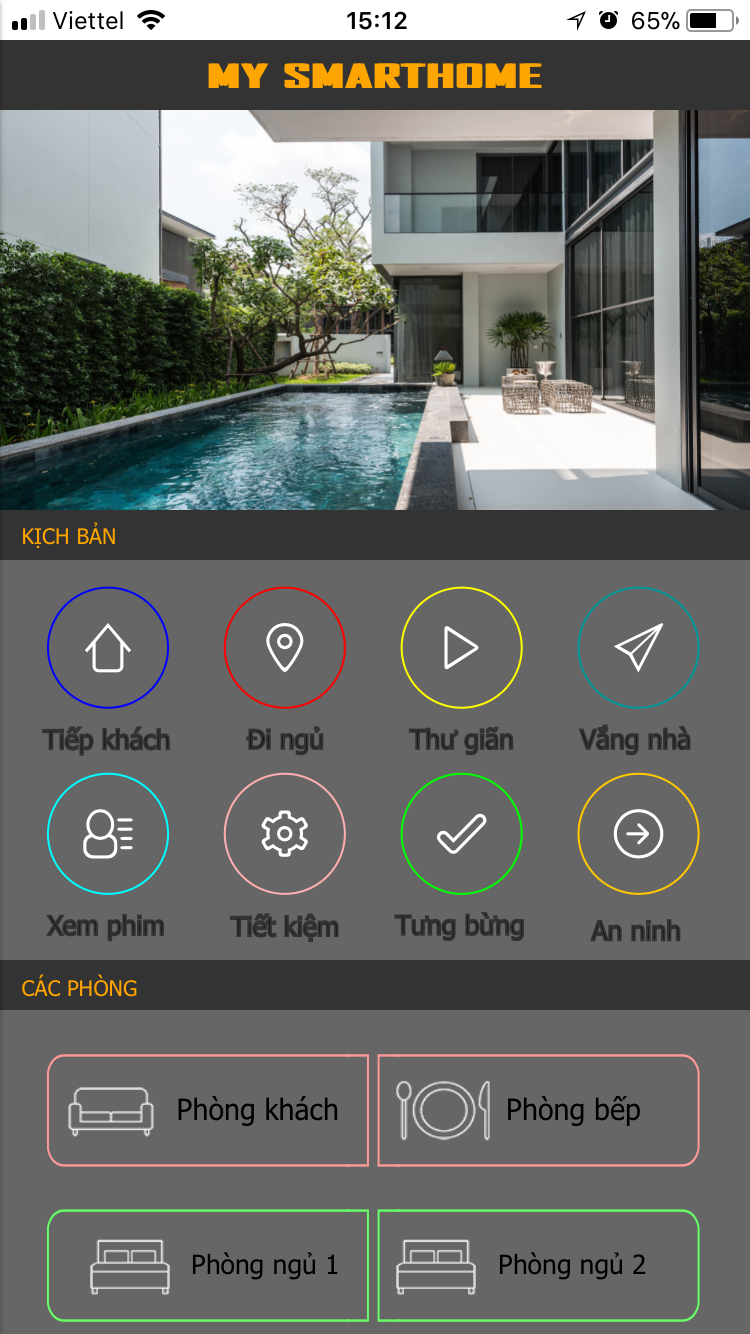 Viettel 15:12 65%
MY SMARTHOME
KỊCH BẢN
Tiếp khách Đi ngủ Thư giãn Vắng nhà
Xem phim Tiết kiệm Tưng bừng An ninh
CÁC PHÒNG
Phòng khách Phòng bếp
Phòng ngủ 1 Phòng ngủ 2